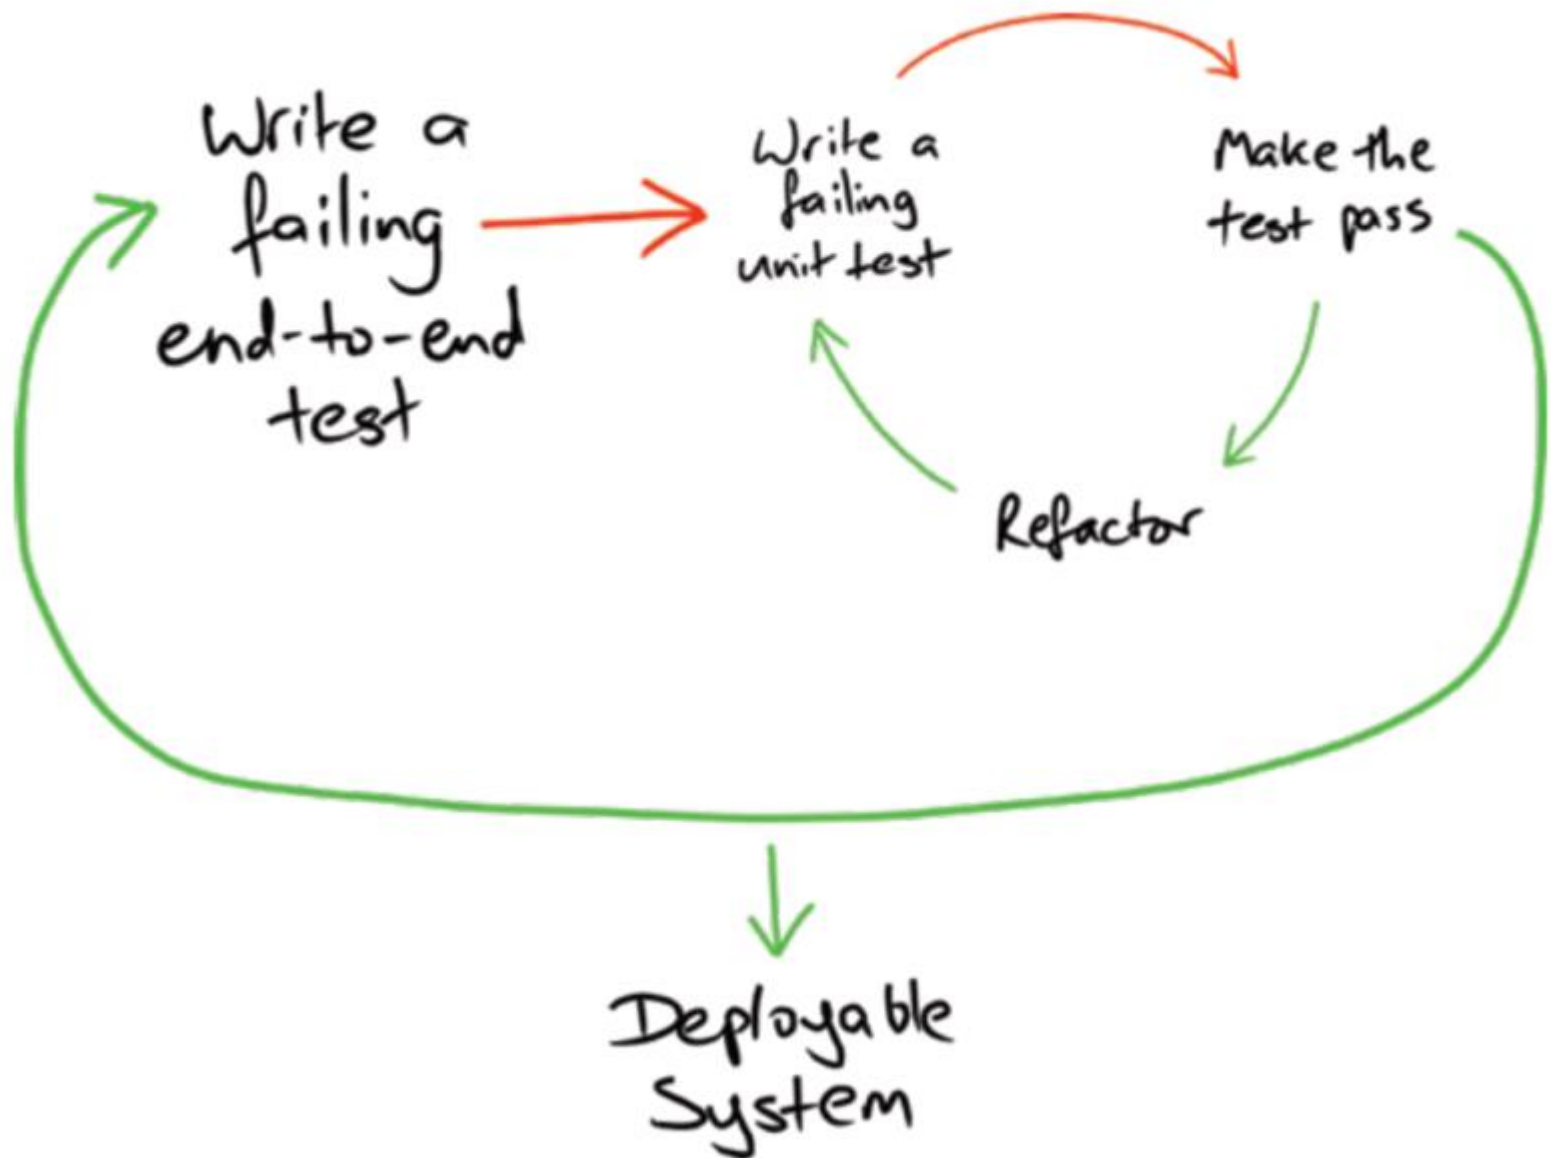 Write a
failing
end-to-end
test
Write a
failing
unit test
Make the
test pass
Refactor
Deployable
System